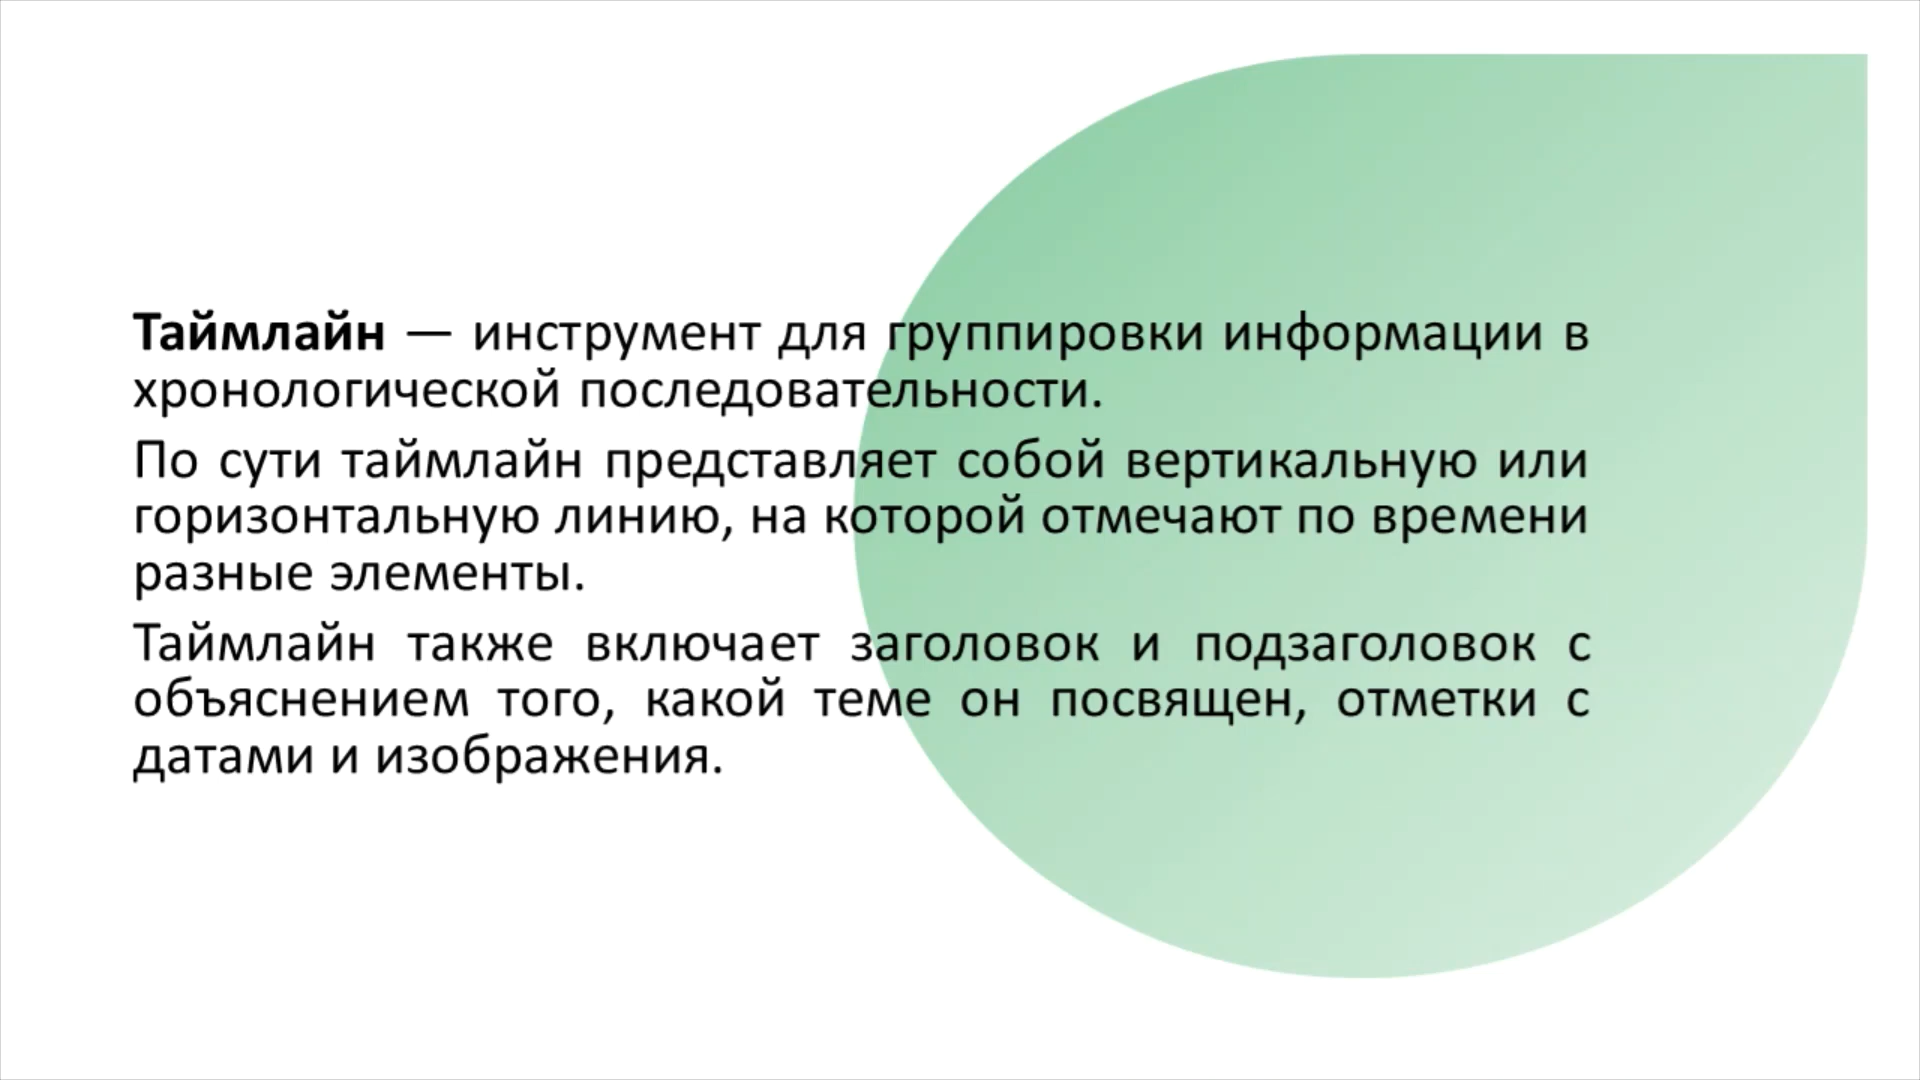 Таймлайн — инструмент для группировки информации в
хронологической последовательности.
По сути таймлайн представляет собой вертикальную или
горизонтальную линию, на которой отмечают по времени
разные элементы.
Таймлайн также включает заголовок и подзаголовок с
объяснением того, какой теме он посвящен, отметки с
датами и изображения.